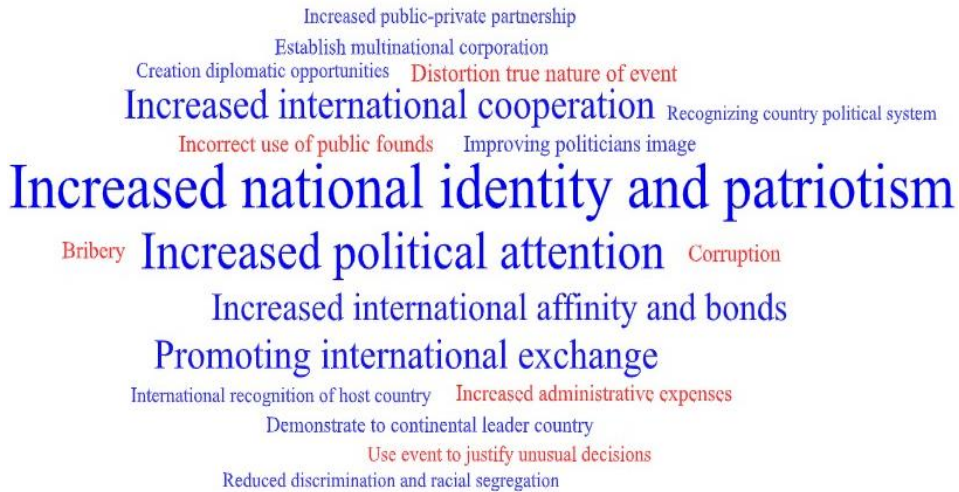 Increased public-private partnership
Establish multinational corporation
Creation diplomatic opportunities Distortion true nature of event
Increased international cooperation Recognizing country political system
Incorrect use of public founds Improving politicians image
Increased national identity and patriotism
Bribery Increased political attention Corruption
Increased international affinity and bonds
Promoting international exchange
International recognition of host country Increased administrative expenses
Demonstrate to continental leader country
Use event to justify unusual decisions
Reduced discrimination and racial segregation